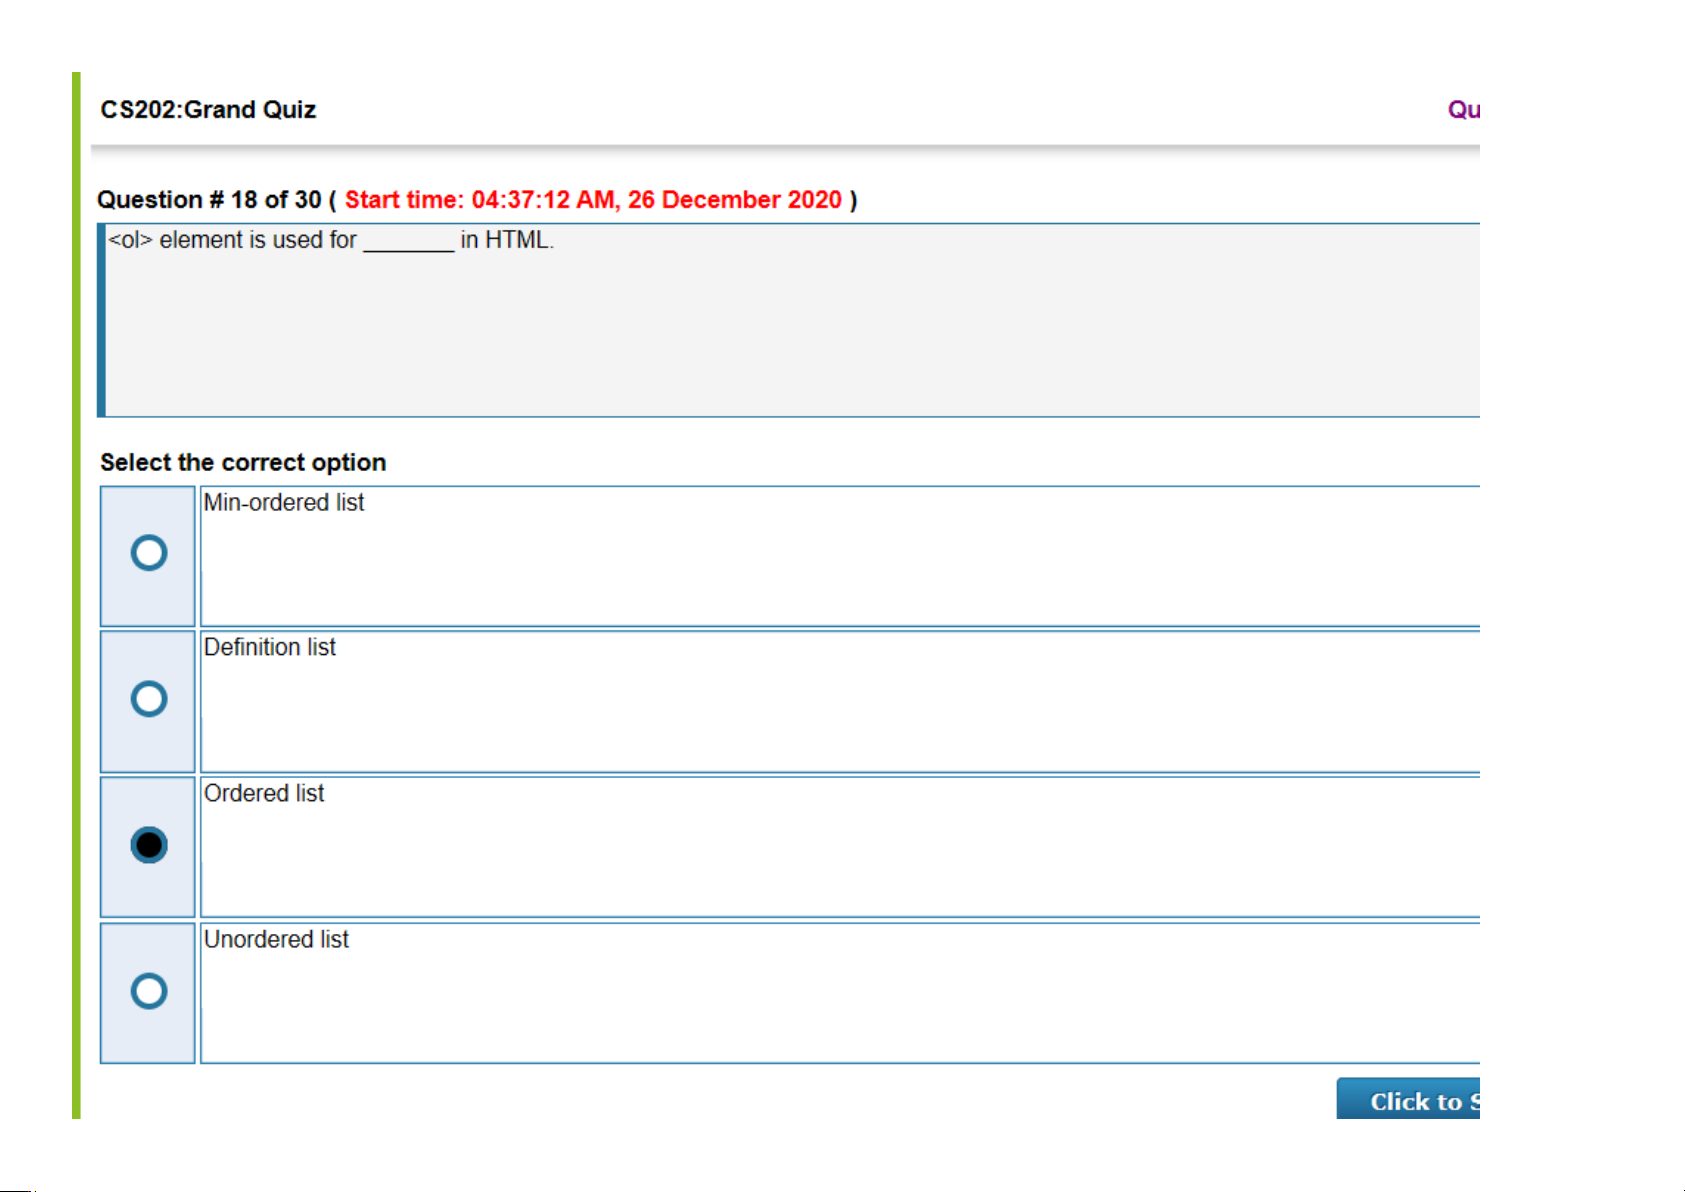 CS202:Grand Quiz
Qu
Question # 18 of 30 ( Start time: 04:37:12 AM, 26 December 2020 )
<ol> element is used for _______ in HTML.
Select the correct option
Min-ordered list
Definition list
Ordered list
Unordered list
Click to S